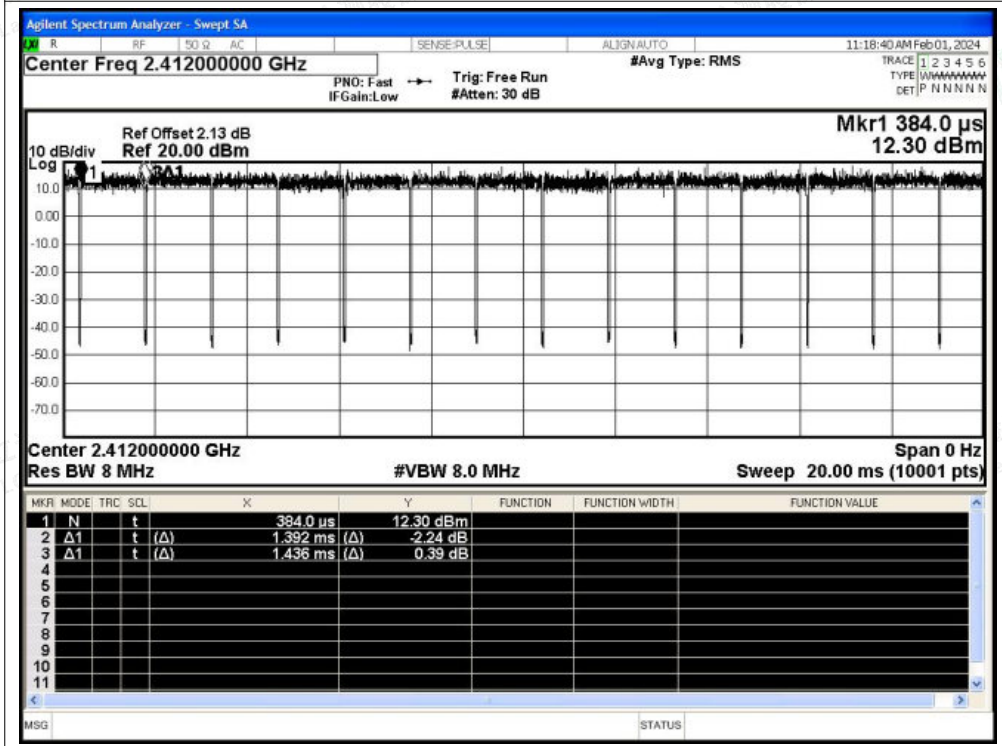 Agilent Spectrum Analyzer - Swept SA
LXI R RF 50 Ω AC SENSE:PULSE ALIGN AUTO 11:18:40 AM Feb 01, 2024
Center Freq 2.412000000 GHz #Avg Type: RMS TRACE 1 2 3 4 5 6
PNO: Fast Trig: Free Run TYPE WWWWWW
IFGain:Low #Atten: 30 dB DET P N N N N N
Ref Offset 2.13 dB Mkr1 384.0 µs
10 dB/div Ref 20.00 dBm 12.30 dBm
Log 1 3Δ1
10.0
0.00
-10.0
-20.0
-30.0
-40.0
-50.0
-60.0
-70.0
Center 2.412000000 GHz Span 0 Hz
Res BW 8 MHz #VBW 8.0 MHz Sweep 20.00 ms (10001 pts)
MKR MODE TRC SCL X Y FUNCTION FUNCTION WIDTH FUNCTION VALUE
1 N t 384.0 µs 12.30 dBm
2 Δ1 t (Δ) 1.392 ms (Δ) -2.24 dB
3 Δ1 t (Δ) 1.436 ms (Δ) 0.39 dB
4
5
6
7
8
9
10
11
MSG STATUS